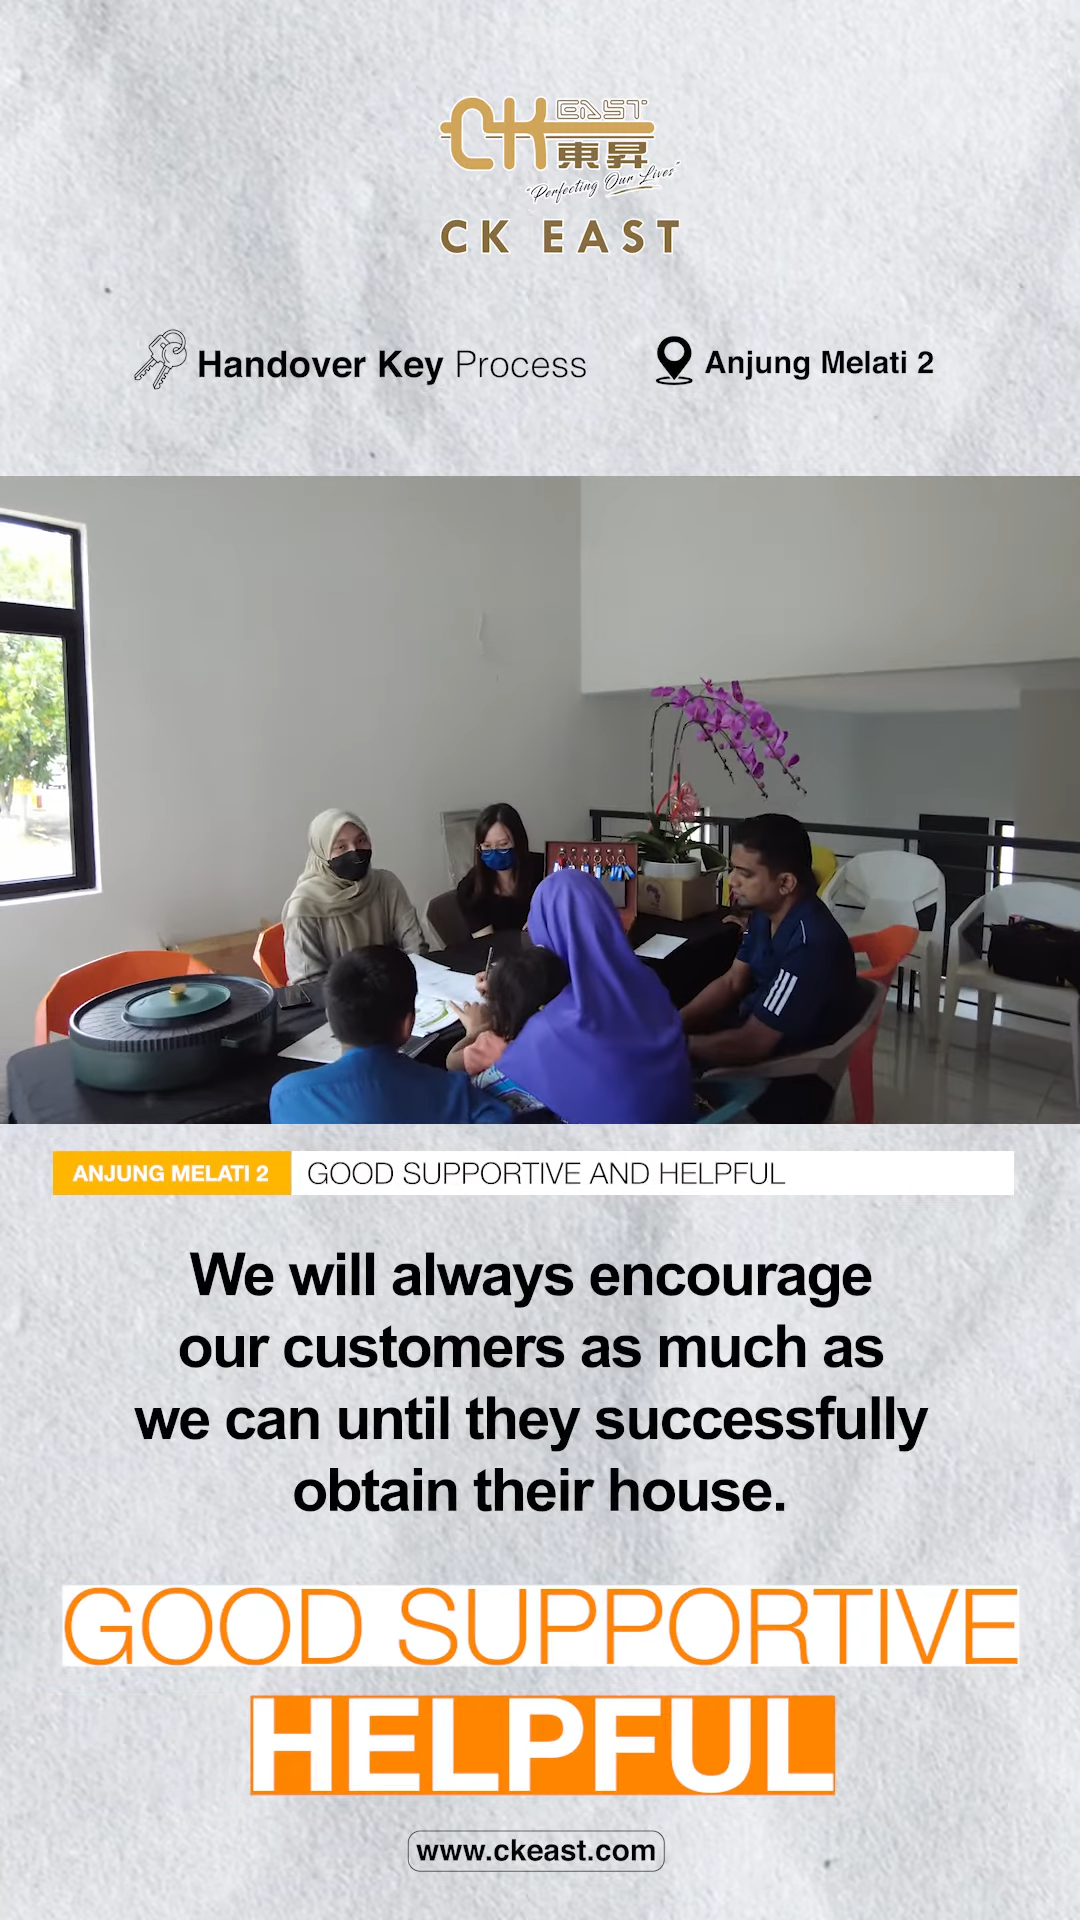 CK EAST
東昇
"Perfecting Our Lives"
CK EAST
Handover Key Process
Anjung Melati 2
ANJUNG MELATI 2
GOOD SUPPORTIVE AND HELPFUL
We will always encourage
our customers as much as
we can until they successfully
obtain their house.
GOOD SUPPORTIVE
HELPFUL
www.ckeast.com